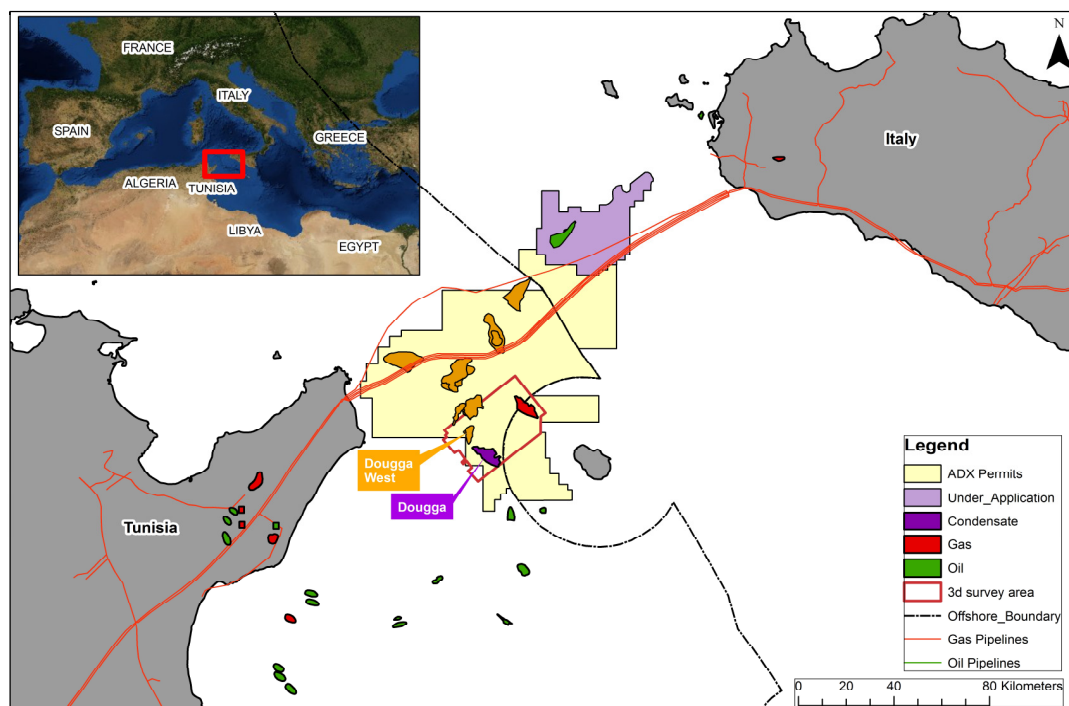 FRANCE
ITALY
SPAIN
GREECE
ALGERIA
TUNISIA
LIBYA
EGYPT
N
Italy
Dougga
West
Dougga
Tunisia
Legend
ADX Permits
Under_Application
Condensate
Gas
Oil
3d survey area
Offshore_Boundary
Gas Pipelines
Oil Pipelines
0 20 40 60 80 Kilometers